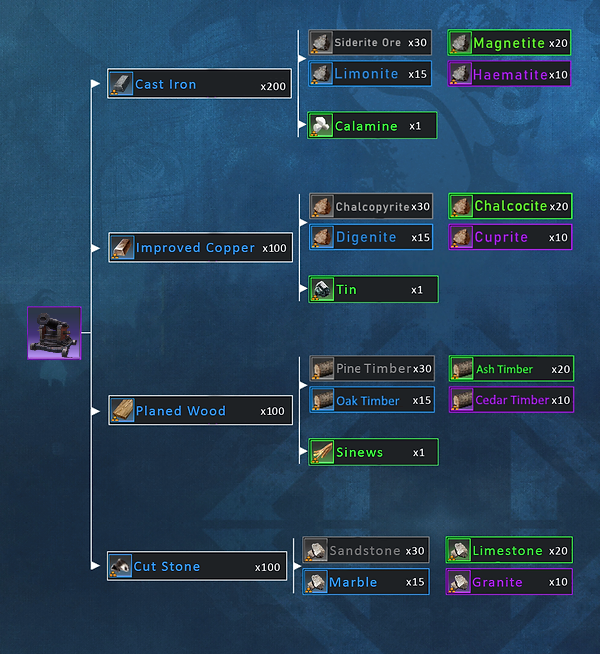 Siderite Ore x30
Magnetite x20
Cast Iron x200
Limonite x15
Haematite x10
Calamine x1
Chalcopyrite x30
Chalcocite x20
Improved Copper x100
Digenite x15
Cuprite x10
Tin x1
Pine Timber x30
Ash Timber x20
Planed Wood x100
Oak Timber x15
Cedar Timber x10
Sinews x1
Sandstone x30
Limestone x20
Cut Stone x100
Marble x15
Granite x10